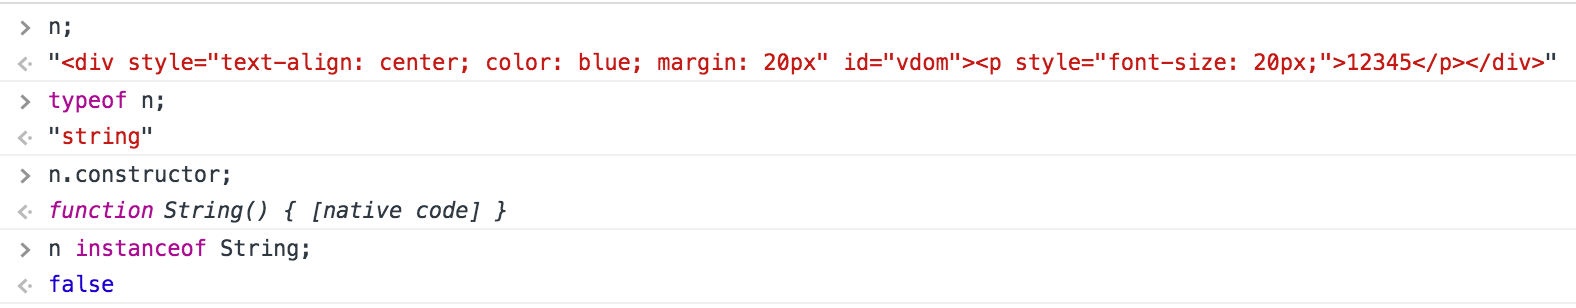 > n;
"<div style="text-align: center; color: blue; margin: 20px" id="vdom"><p style="font-size: 20px;">12345</p></div>"
> typeof n;
"string"
> n.constructor;
function String() { [native code] }
> n instanceof String;
false